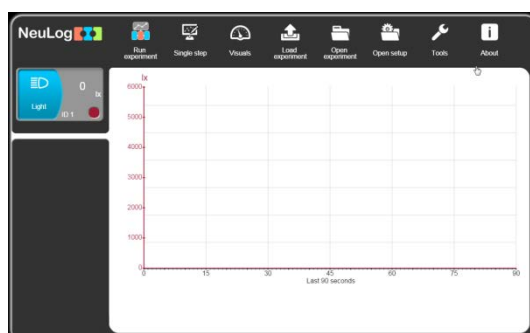 NeuLog
Run
experiment
Single step
Visuals
Load
experiment
Open
experiment
Open setup
Tools
About
Light
0
lx
ID 1
lx
6000
5000
4000
3000
2000
1000
0
0 15 30 45 60 75 90
Last 90 seconds